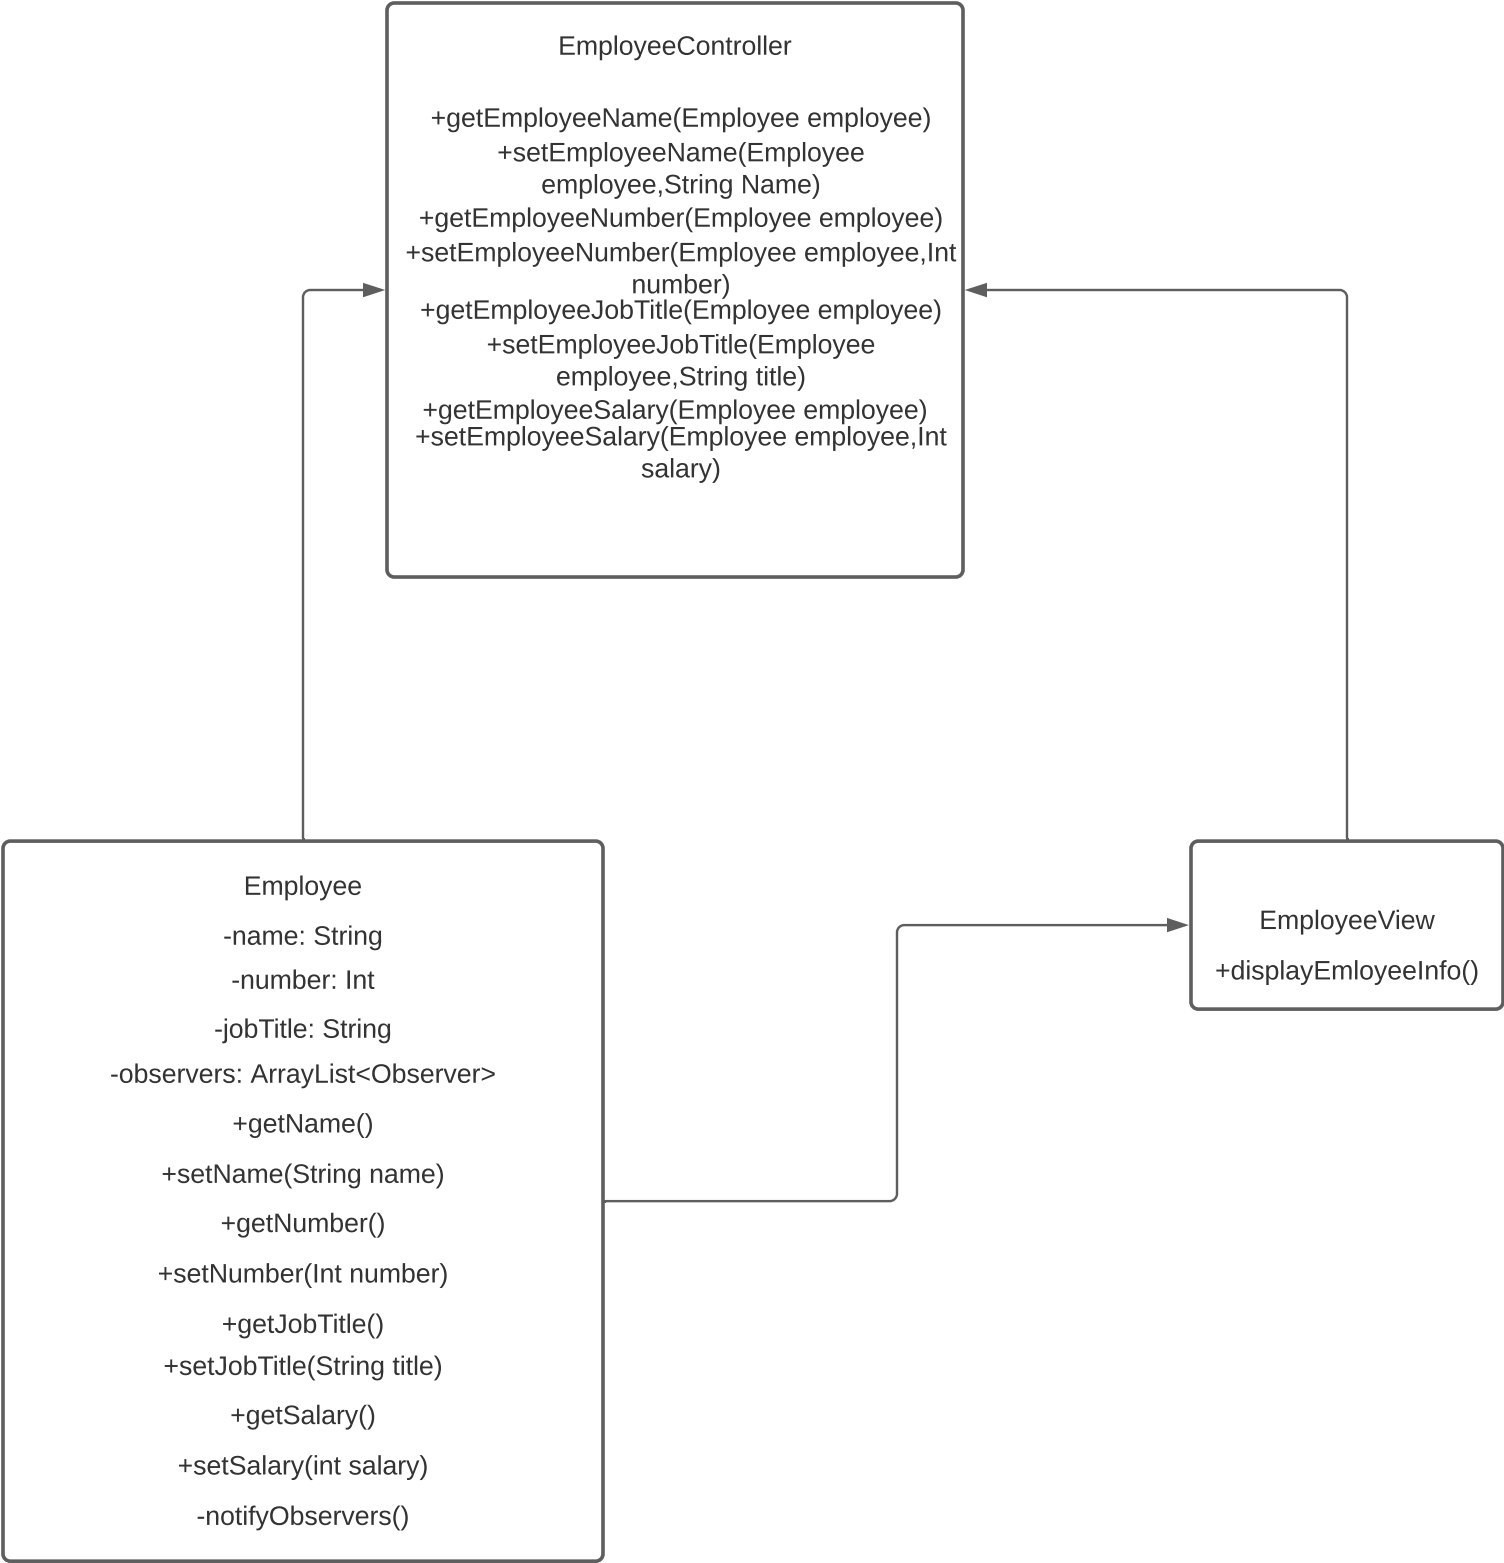 EmployeeController
+getEmployeeName(Employee employee)
+setEmployeeName(Employee
employee,String Name)
+getEmployeeNumber(Employee employee)
+setEmployeeNumber(Employee employee,Int
number)
+getEmployeeJobTitle(Employee employee)
+setEmployeeJobTitle(Employee
employee,String title)
+getEmployeeSalary(Employee employee)
+setEmployeeSalary(Employee employee,Int
salary)
Employee
-name: String
-number: Int
-jobTitle: String
-observers: ArrayList<Observer>
+getName()
+setName(String name)
+getNumber()
+setNumber(Int number)
+getJobTitle()
+setJobTitle(String title)
+getSalary()
+setSalary(int salary)
-notifyObservers()
EmployeeView
+displayEmloyeeInfo()